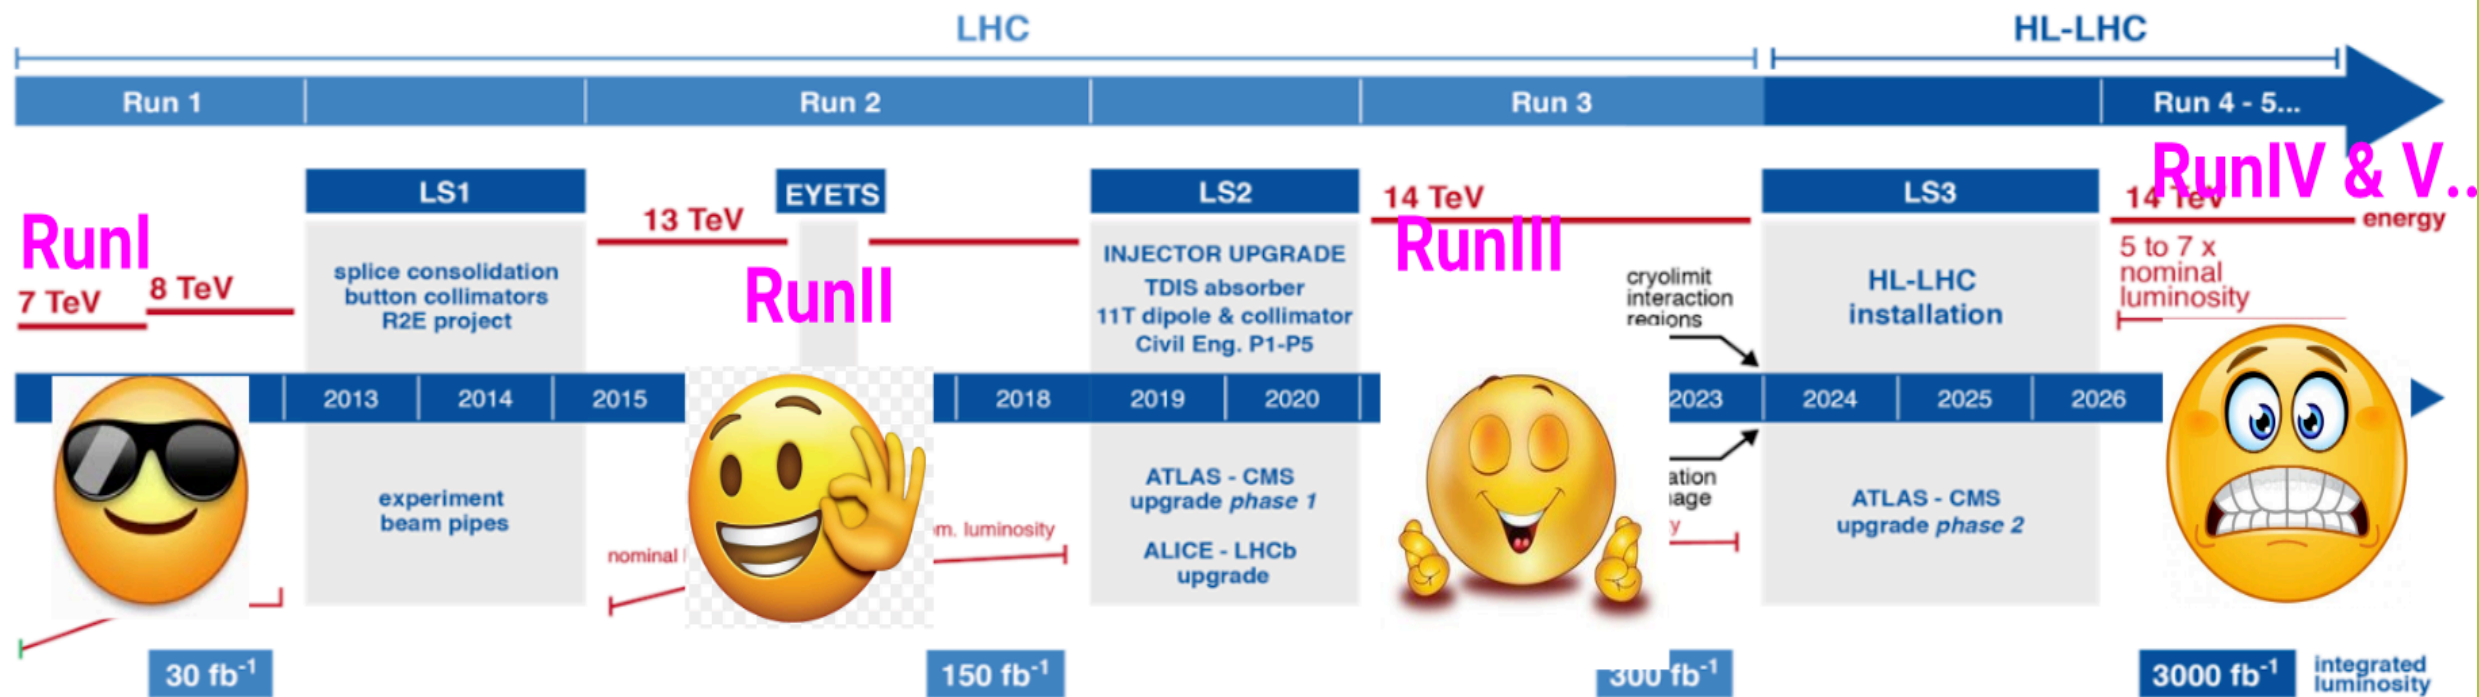 LHC
HL-LHC
Run 1
Run 2
Run 3
Run 4 - 5...
RunIV & V..
LS1
EYETS
LS2
LS3
13 TeV
14 TeV
14 TeV
energy
RunI
RunII
RunIII
7 TeV
8 TeV
splice consolidation
button collimators
R2E project
INJECTOR UPGRADE
TDIS absorber
11T dipole & collimator
Civil Eng. P1-P5
cryolimit
interaction
regions
HL-LHC
installation
5 to 7 x
nominal
luminosity
2013
2014
2015
2018
2019
2020
2023
2024
2025
2026
experiment
beam pipes
nominal
m. luminosity
ATLAS - CMS
upgrade phase 1
ALICE - LHCb
upgrade
ation
age
y
ATLAS - CMS
upgrade phase 2
30 fb-1
150 fb-1
300 fb-1
3000 fb-1
integrated
luminosity